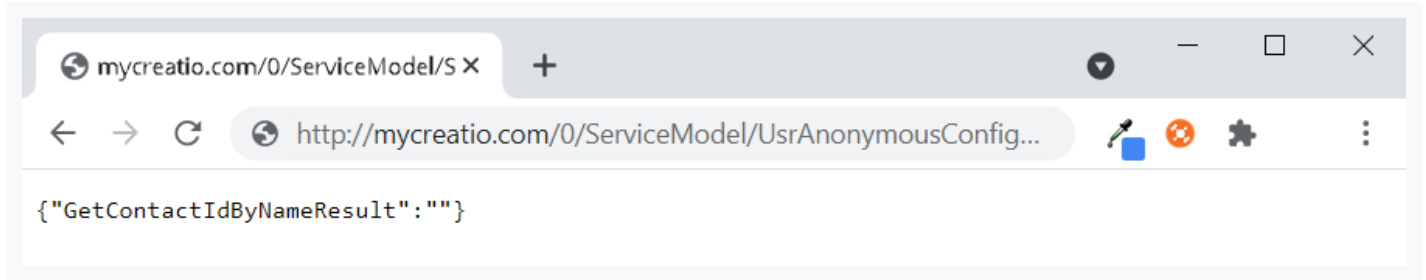 mycreatio.com/0/ServiceModel/S
http://mycreatio.com/0/ServiceModel/UsrAnonymousConfig...
{"GetContactIdByNameResult":""}